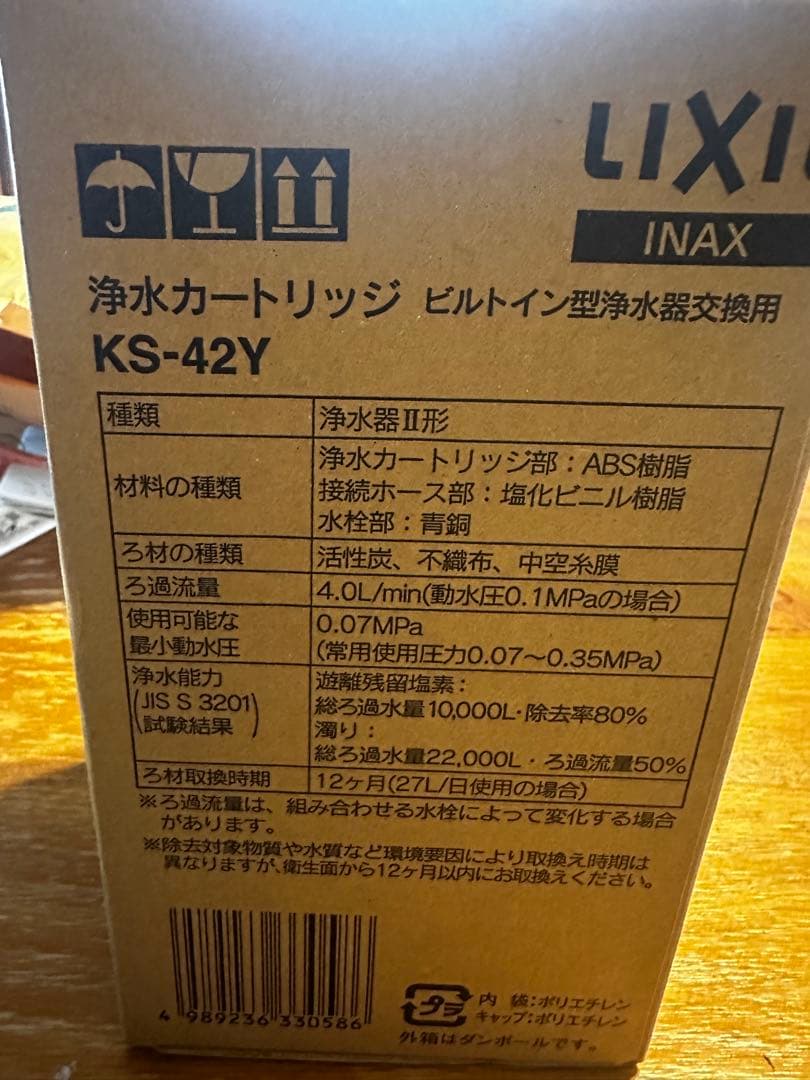 LIXI
INAX
浄水カートリッジ ビルトイン型浄水器交換用
KS-42Y
種類 浄水器Ⅱ形
材料の種類 浄水カートリッジ部：ABS樹脂
接続ホース部：塩化ビニル樹脂
水栓部：青銅
ろ材の種類 活性炭、不織布、中空糸膜
ろ過流量 4.0L/min(動水圧0.1MPaの場合)
使用可能な 0.07MPa
最小動水圧 (常用使用圧力0.07〜0.35MPa)
浄水能力 遊離残留塩素：
(JIS S 3201) 総ろ過水量10,000L・除去率80%
試験結果 濁り：
総ろ過水量22,000L・ろ過流量50%
ろ材取換時期 12ヶ月(27L/日使用の場合)
※ろ過流量は、組み合わせる水栓によって変化する場合
があります。
※除去対象物質や水質など環境要因により取換え時期は
異なりますが、衛生面から12ヶ月以内にお取換えください。
4 989236 330586
プラ
内 袋：ポリエチレン
キャップ：ポリエチレン
外箱はダンボールです。